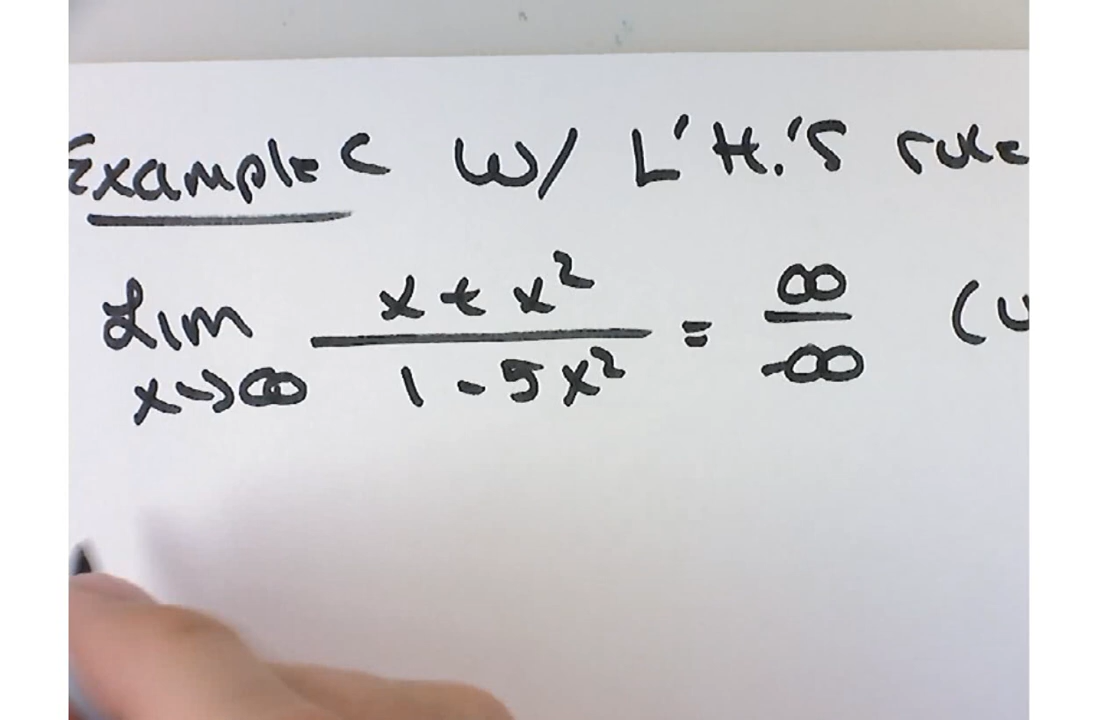 Example C W/ L'H.'S rule
Lim x→∞ x + x² / 1 - 5x² = ∞ / -∞ (u